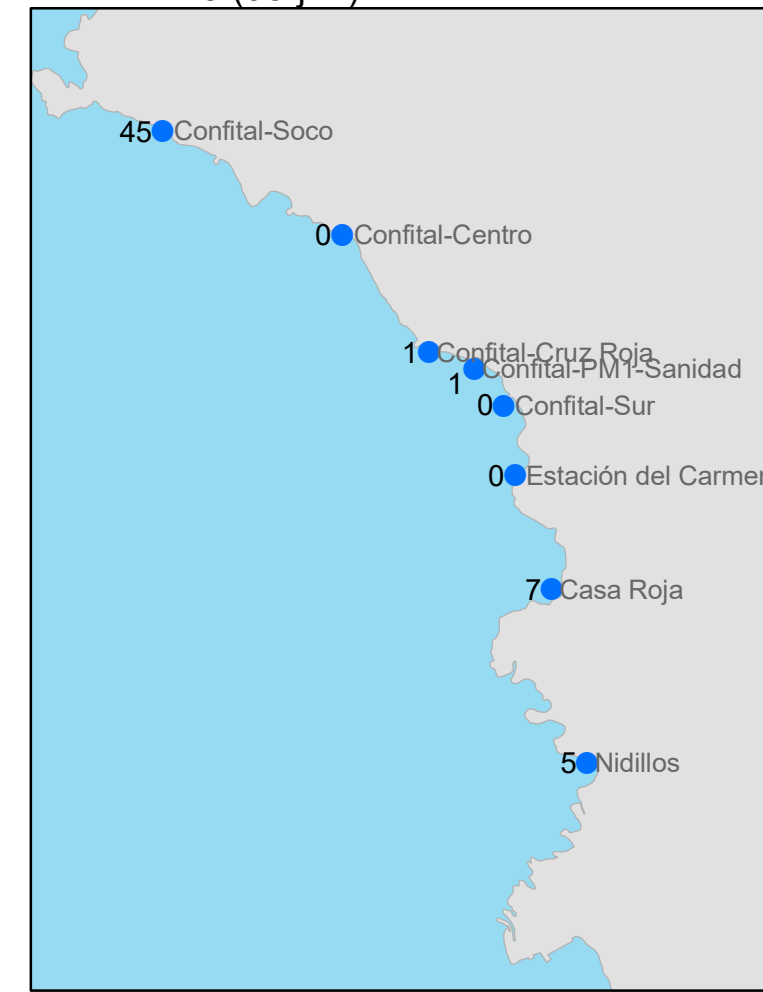 45 Confital-Soco
0 Confital-Centro
1 Confital-Cruz Roja
1 Confital-PM1-Sanidad
0 Confital-Sur
0 Estación del Carmen
7 Casa Roja
5 Nidillos